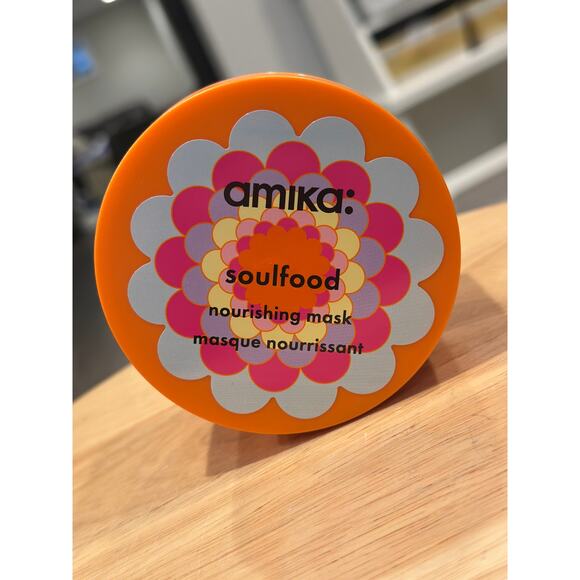 amika:
soulfood
nourishing mask
masque nourrissant